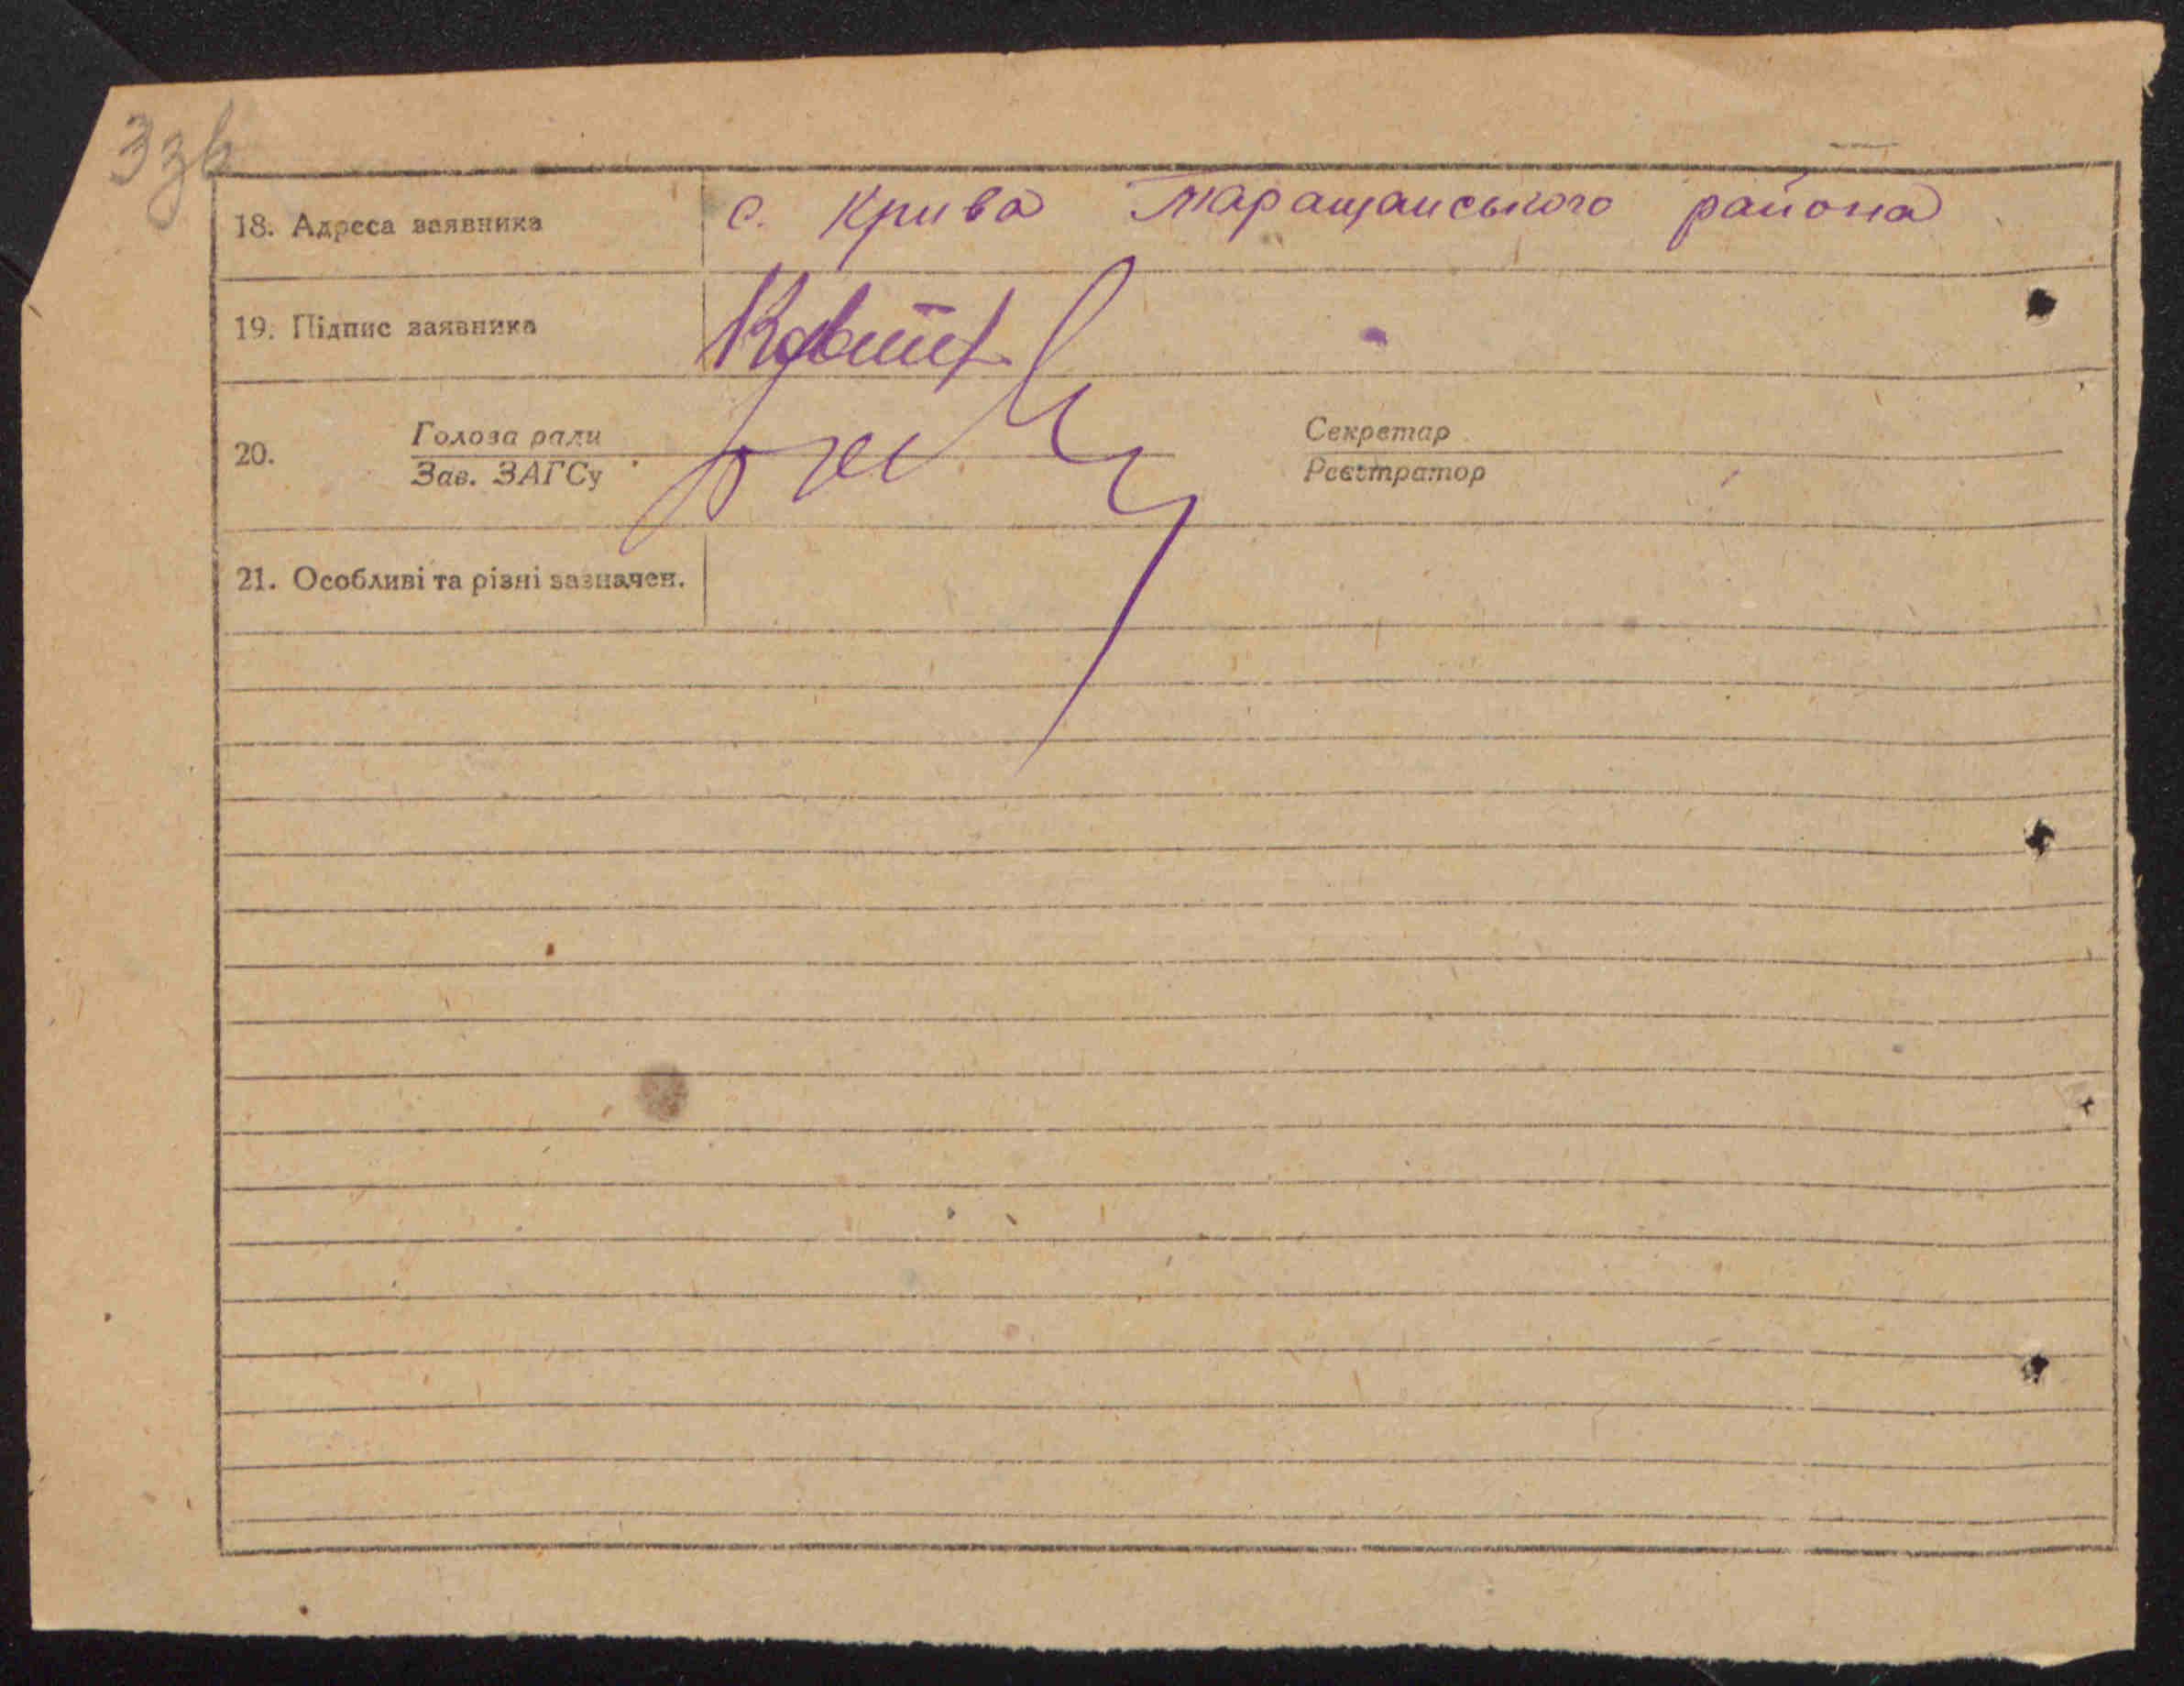 33в
18. Адреса заявника с. Крива Таращанського района
19. Підпис заявника
20. Голова ради Секретар
Зав. ЗАГСу Реєстратор
21. Особливі та різні зазначен.